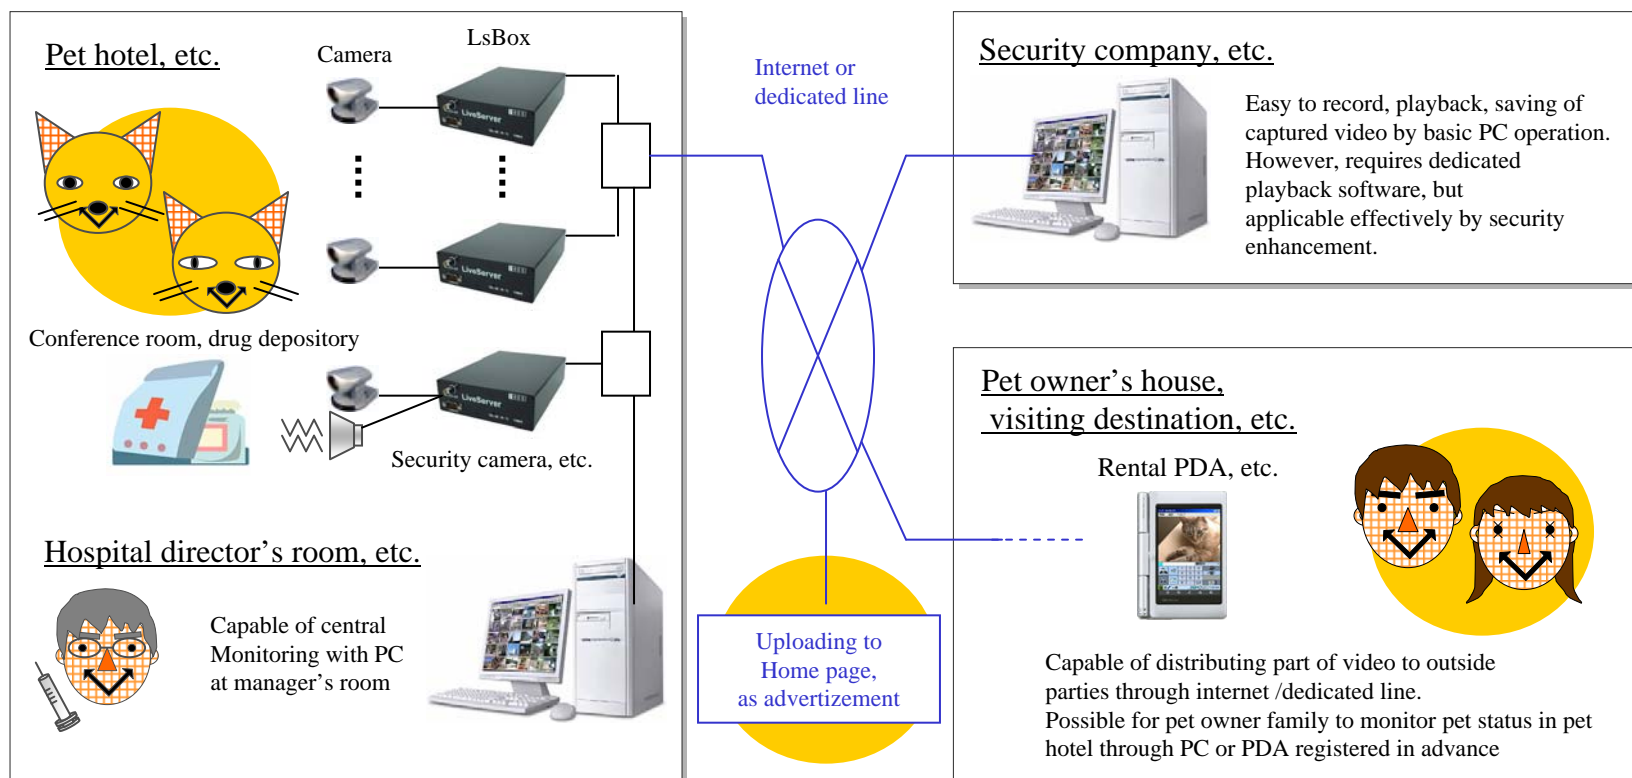 Pet hotel, etc.
Camera
LsBox
LiveServer
LiveServer
Conference room, drug depository
LiveServer
Security camera, etc.
Hospital director’s room, etc.
Capable of central
Monitoring with PC
at manager’s room
Internet or
dedicated line
Uploading to
Home page,
as advertizement
Security company, etc.
Easy to record, playback, saving of
captured video by basic PC operation.
However, requires dedicated
playback software, but
applicable effectively by security
enhancement.
Pet owner’s house,
visiting destination, etc.
Rental PDA, etc.
Capable of distributing part of video to outside
parties through internet /dedicated line.
Possible for pet owner family to monitor pet status in pet
hotel through PC or PDA registered in advance